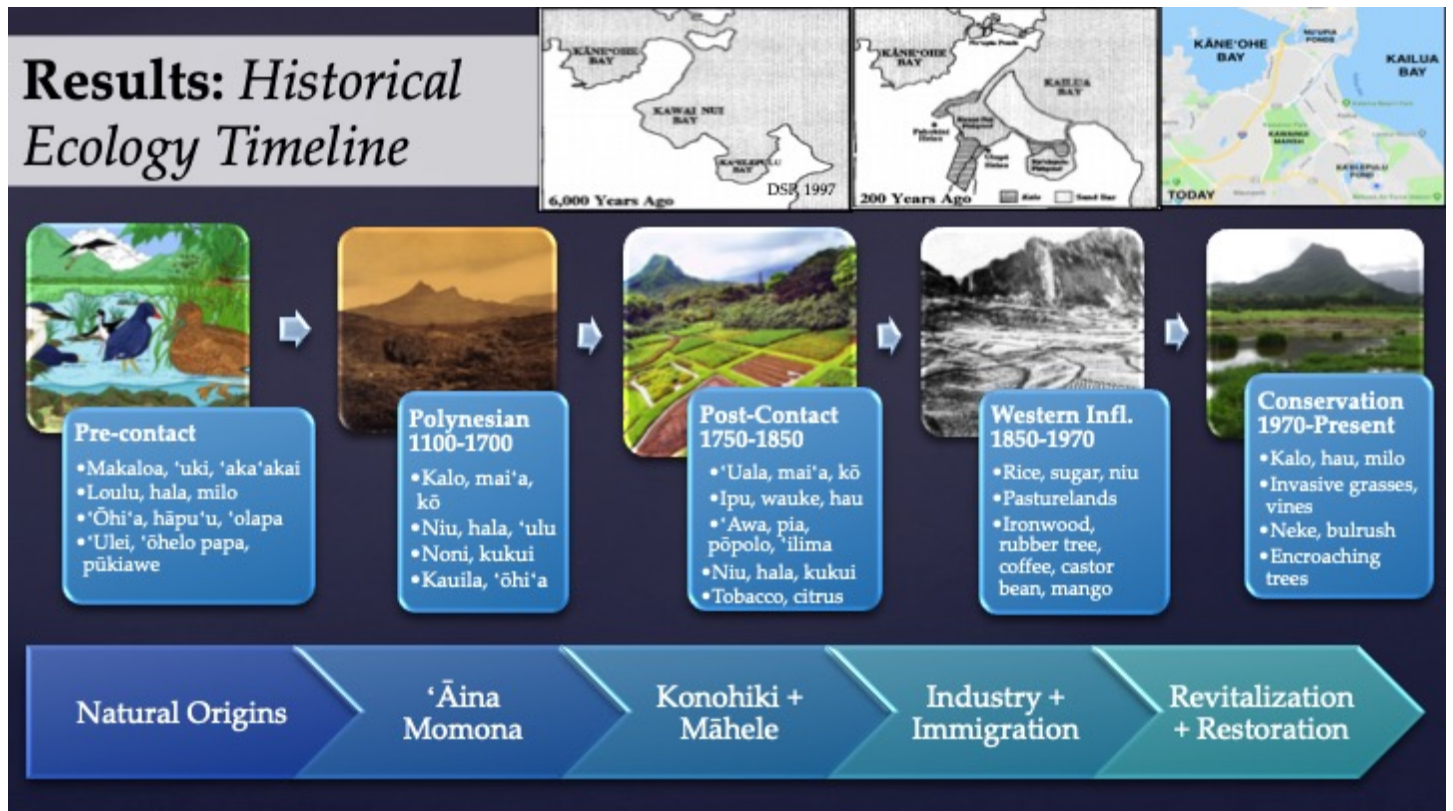 Results: Historical
Ecology Timeline
KĀNEʻOHE
BAY
KAWAI NUI
BAY
KAʻELEPULU
BAY
DSP, 1997
6,000 Years Ago
KĀNEʻOHE
BAY
KAILUA
BAY
200 Years Ago
Sand Bar
KĀNEʻOHE
BAY
NUʻUPIA
PONDS
KAILUA
BAY
KAWAINUI
MARSH
KAʻELEPULU
POND
TODAY
Pre-contact
•Makaloa, ʻuki, ʻakaʻakai
•Loulu, hala, milo
•ʻŌhiʻa, hāpuʻu, ʻolapa
•ʻUlei, ʻōhelo papa,
pūkiawe
Polynesian
1100-1700
•Kalo, maiʻa,
kō
•Niu, hala, ʻulu
•Noni, kukui
•Kauila, ʻōhiʻa
Post-Contact
1750-1850
•ʻUala, maiʻa, kō
•Ipu, wauke, hau
•ʻAwa, pia,
pōpolo, ʻilima
•Niu, hala, kukui
•Tobacco, citrus
Western Infl.
1850-1970
•Rice, sugar, niu
•Pasturelands
•Ironwood,
rubber tree,
coffee, castor
bean, mango
Conservation
1970-Present
•Kalo, hau, milo
•Invasive grasses,
vines
•Neke, bulrush
•Encroaching
trees
Natural Origins
ʻĀina
Momona
Konohiki +
Māhele
Industry +
Immigration
Revitalization
+ Restoration